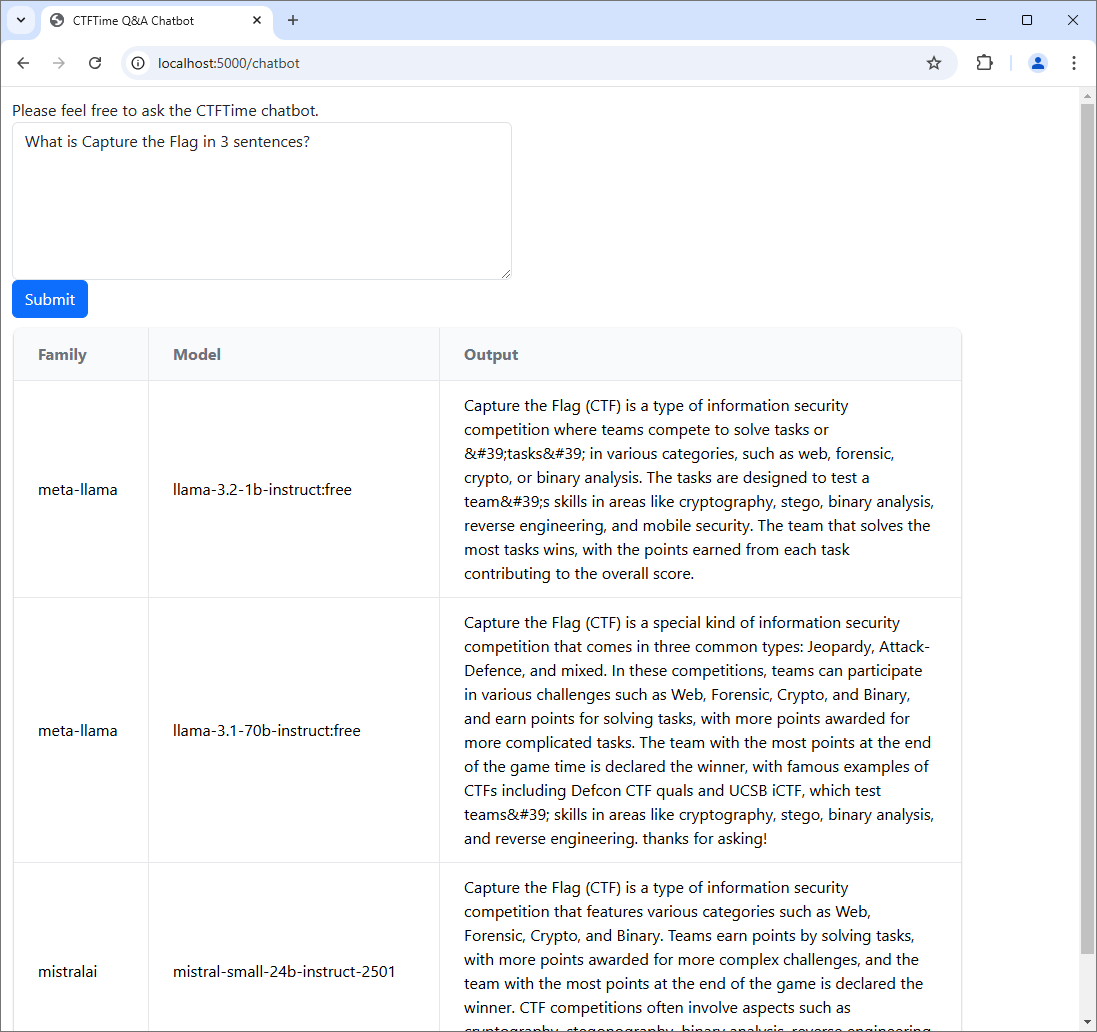 CTFTime Q&A Chatbot
localhost:5000/chatbot
Please feel free to ask the CTFTime chatbot.
What is Capture the Flag in 3 sentences?
Submit
Family Model Output
meta-llama llama-3.2-1b-instruct:free
Capture the Flag (CTF) is a type of information security
competition where teams compete to solve tasks or
&#39;tasks&#39; in various categories, such as web, forensic,
crypto, or binary analysis. The tasks are designed to test a
team&#39;s skills in areas like cryptography, stego, binary analysis,
reverse engineering, and mobile security. The team that solves the
most tasks wins, with the points earned from each task
contributing to the overall score.
meta-llama llama-3.1-70b-instruct:free
Capture the Flag (CTF) is a special kind of information security
competition that comes in three common types: Jeopardy, Attack-
Defence, and mixed. In these competitions, teams can participate
in various challenges such as Web, Forensic, Crypto, and Binary,
and earn points for solving tasks, with more points awarded for
more complicated tasks. The team with the most points at the end
of the game time is declared the winner, with famous examples of
CTFs including Defcon CTF quals and UCSB iCTF, which test
teams&#39; skills in areas like cryptography, stego, binary analysis,
and reverse engineering. thanks for asking!
mistralai mistral-small-24b-instruct-2501
Capture the Flag (CTF) is a type of information security
competition that features various categories such as Web,
Forensic, Crypto, and Binary. Teams earn points by solving tasks,
with more points awarded for more complex challenges, and the
team with the most points at the end of the game is declared the
winner. CTF competitions often involve aspects such as
cryptography, steganography, binary analysis, reverse engineering